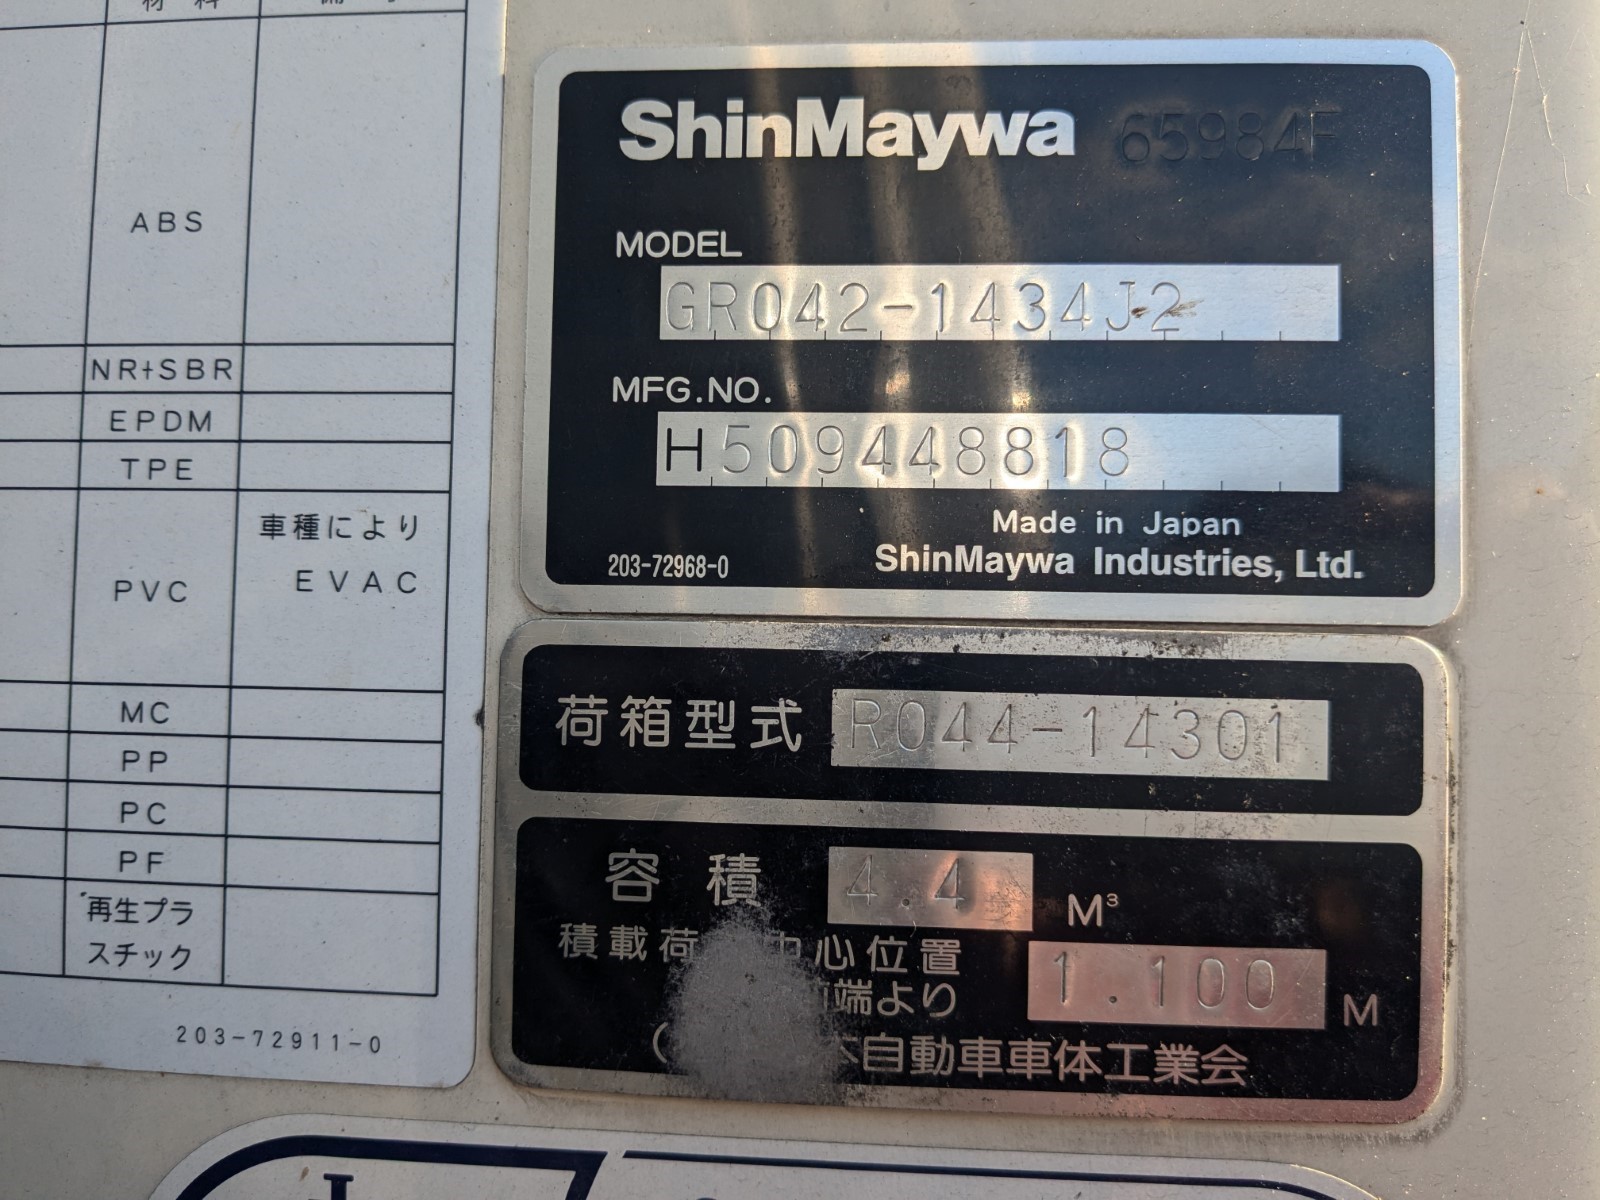 材 料
ABS
NR+SBR
EPDM
TPE
PVC
車種により
EVAC
MC
PP
PC
PF
再生プラ
スチック
203-72911-0
ShinMaywa 65984F
MODEL
GR042-1434J2
MFG.NO.
H509448818
Made in Japan
203-72968-0 ShinMaywa Industries, Ltd.
荷箱型式 R044-14301
容積 4.4 M³
積載荷 中心位置 1.100 M
端より
自動車車体工業会